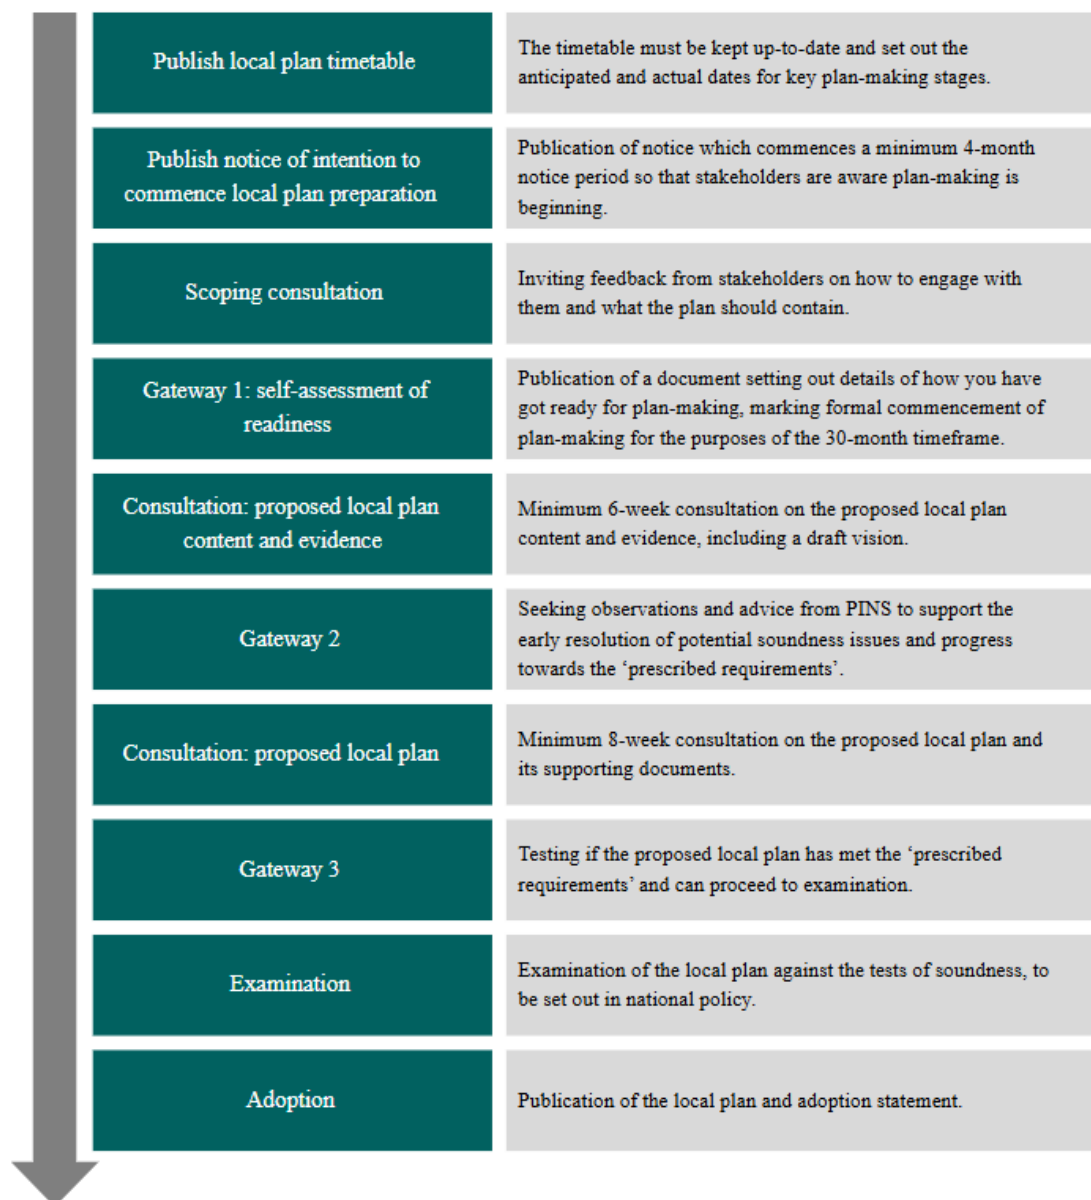 Publish local plan timetable
The timetable must be kept up-to-date and set out the
anticipated and actual dates for key plan-making stages.
Publish notice of intention to
commence local plan preparation
Publication of notice which commences a minimum 4-month
notice period so that stakeholders are aware plan-making is
beginning.
Scoping consultation
Inviting feedback from stakeholders on how to engage with
them and what the plan should contain.
Gateway 1: self-assessment of
readiness
Publication of a document setting out details of how you have
got ready for plan-making, marking formal commencement of
plan-making for the purposes of the 30-month timeframe.
Consultation: proposed local plan
content and evidence
Minimum 6-week consultation on the proposed local plan
content and evidence, including a draft vision.
Gateway 2
Seeking observations and advice from PINS to support the
early resolution of potential soundness issues and progress
towards the ‘prescribed requirements’.
Consultation: proposed local plan
Minimum 8-week consultation on the proposed local plan and
its supporting documents.
Gateway 3
Testing if the proposed local plan has met the ‘prescribed
requirements’ and can proceed to examination.
Examination
Examination of the local plan against the tests of soundness, to
be set out in national policy.
Adoption
Publication of the local plan and adoption statement.